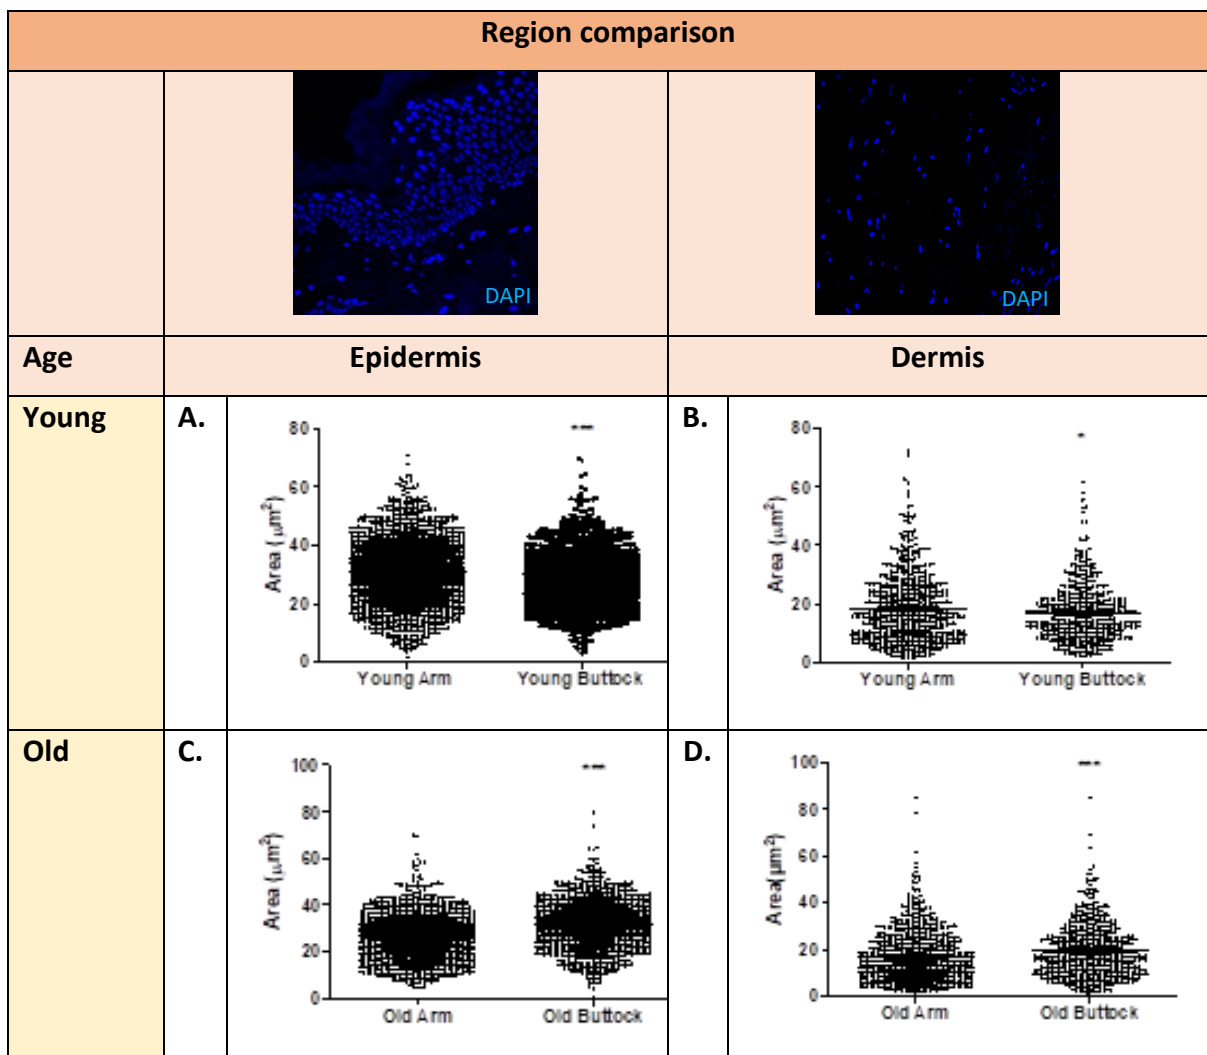 Region comparison
DAPI
DAPI
Age
Epidermis
Dermis
Young
A.
80
60
40
20
0
Area (µm²)
****
Young Arm
Young Buttock
B.
80
60
40
20
0
Area (µm²)
*
Young Arm
Young Buttock
Old
C.
100
80
60
40
20
0
Area (µm²)
****
Old Arm
Old Buttock
D.
100
80
60
40
20
0
Area(µm²)
****
Old Arm
Old Buttock